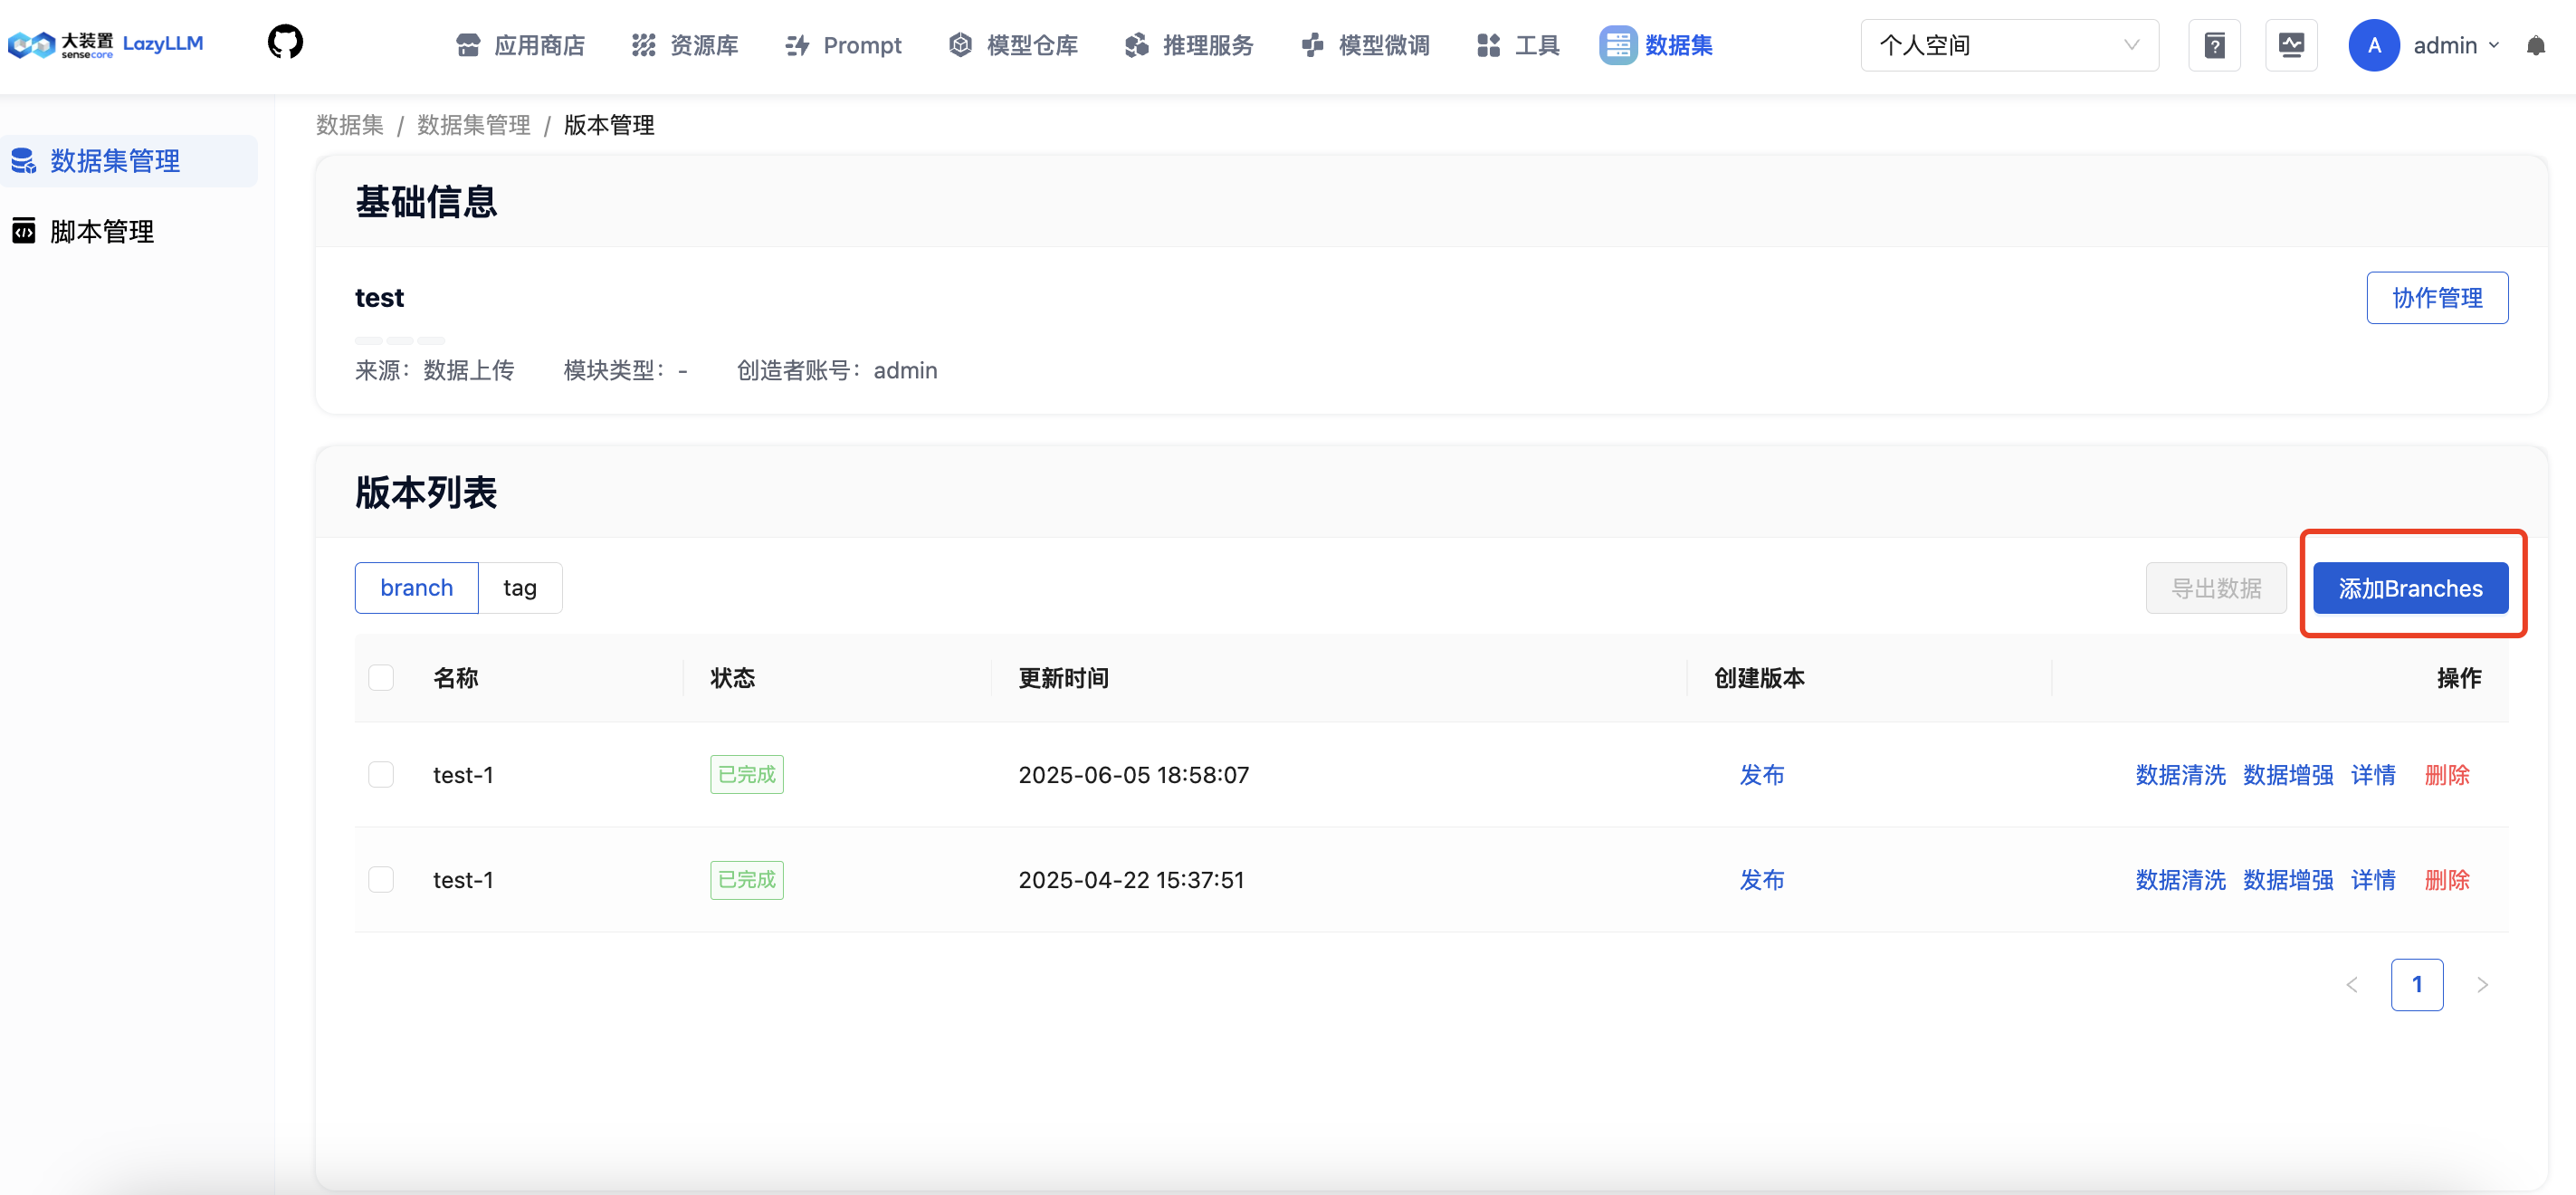 大装置 sensecore LazyLLM 应用商店 资源库 Prompt 模型仓库 推理服务 模型微调 工具 数据集 个人空间 A admin
数据集 / 数据集管理 / 版本管理
数据集管理
脚本管理
基础信息
test
协作管理
来源：数据上传 模块类型：- 创造者账号：admin
版本列表
branch tag 导出数据 添加Branches
名称 状态 更新时间 创建版本 操作
test-1 已完成 2025-06-05 18:58:07 发布 数据清洗 数据增强 详情 删除
test-1 已完成 2025-04-22 15:37:51 发布 数据清洗 数据增强 详情 删除
< 1 >